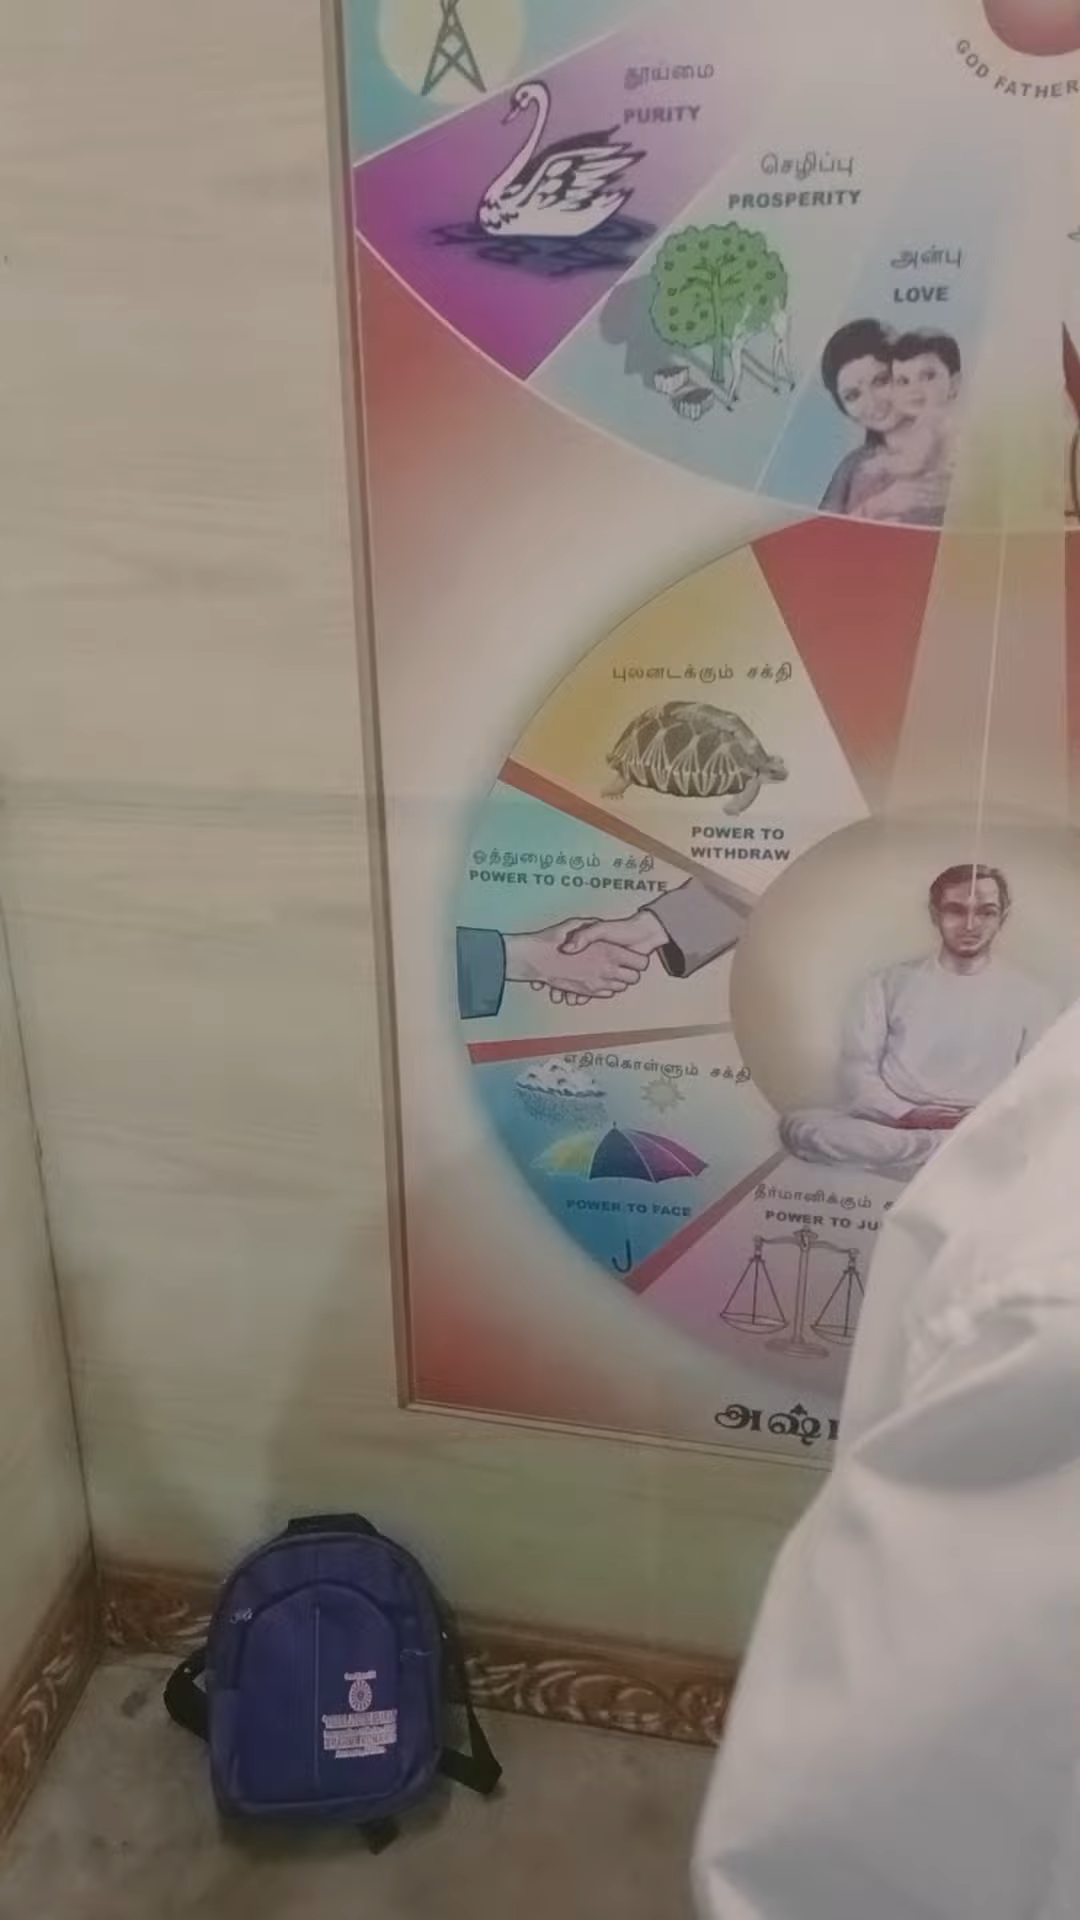 GOD FATHER
தூய்மை
PURITY
செழிப்பு
PROSPERITY
அன்பு
LOVE
புலனடக்கும் சக்தி
POWER TO
WITHDRAW
ஒத்துழைக்கும் சக்தி
POWER TO CO-OPERATE
எதிர்கொள்ளும் சக்தி
POWER TO FACE
தீர்மானிக்கும்
POWER TO JU
அஷ்